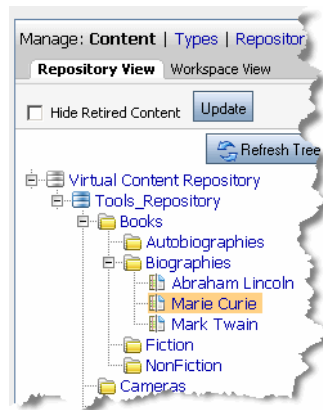 Manage: Content | Types | Repositor
Repository View Workspace View
Hide Retired Content Update
Refresh Tree
Virtual Content Repository
Tools_Repository
Books
Autobiographies
Biographies
Abraham Lincoln
Marie Curie
Mark Twain
Fiction
NonFiction
Cameras